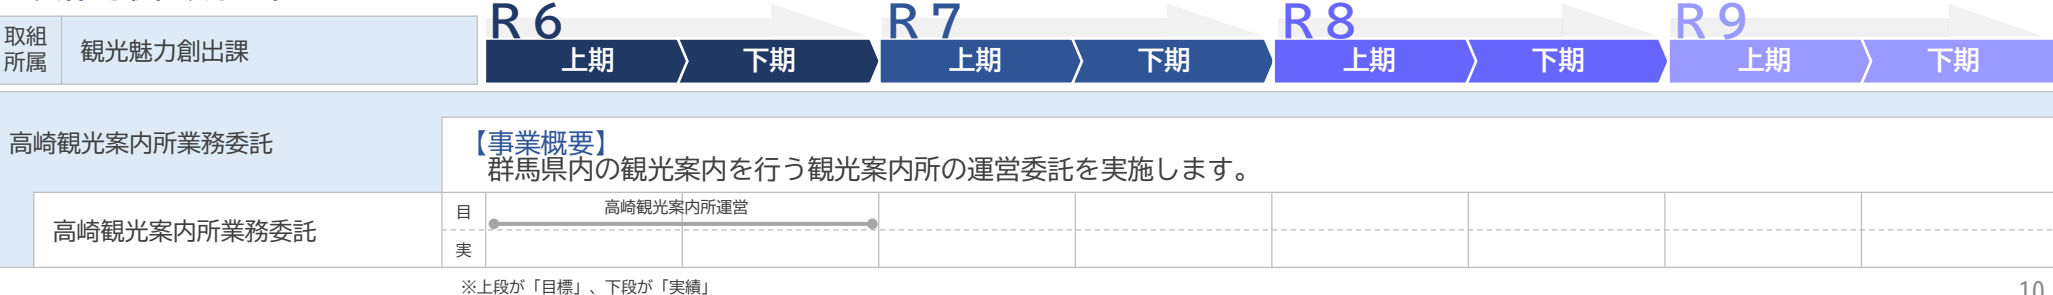 取組
所属
観光魅力創出課
R6
上期
下期
R7
上期
下期
R8
上期
下期
R9
上期
下期
高崎観光案内所業務委託
【事業概要】
群馬県内の観光案内を行う観光案内所の運営委託を実施します。
高崎観光案内所業務委託
目
高崎観光案内所運営
実
※上段が「目標」、下段が「実績」
10